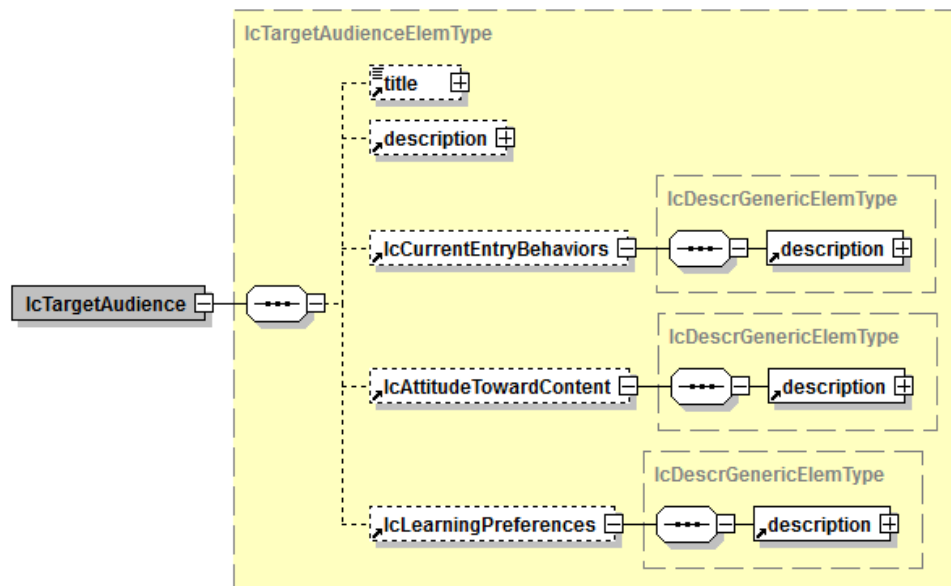 lcTargetAudienceElemType
title
description
lcDescrGenericElemType
lcCurrentEntryBehaviors
description
lcTargetAudience
lcDescrGenericElemType
lcAttitudeTowardContent
description
lcDescrGenericElemType
lcLearningPreferences
description